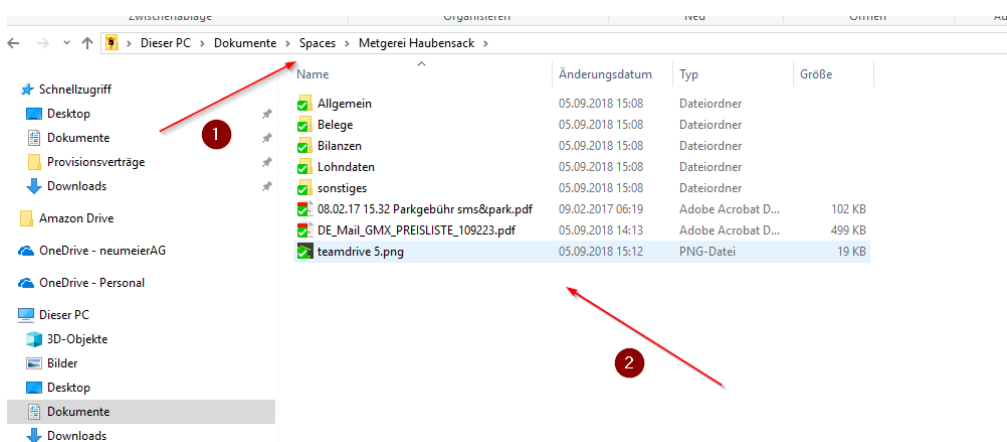 Zwischenablage Organisieren Neu Öffnen
Dieser PC > Dokumente > Spaces > Metgerei Haubensack >
Name Änderungsdatum Typ Größe
Schnellzugriff
Desktop
Dokumente
Provisionsverträge
Downloads
Amazon Drive
OneDrive - neumeierAG
OneDrive - Personal
Dieser PC
3D-Objekte
Bilder
Desktop
Dokumente
Downloads
Allgemein 05.09.2018 15:08 Dateiordner
Belege 05.09.2018 15:08 Dateiordner
Bilanzen 05.09.2018 15:08 Dateiordner
Lohndaten 05.09.2018 15:08 Dateiordner
sonstiges 05.09.2018 15:08 Dateiordner
08.02.17 15.32 Parkgebühr sms&park.pdf 09.02.2017 06:19 Adobe Acrobat D... 102 KB
DE_Mail_GMX_PREISLISTE_109223.pdf 05.09.2018 14:13 Adobe Acrobat D... 499 KB
teamdrive 5.png 05.09.2018 15:12 PNG-Datei 19 KB
1
2